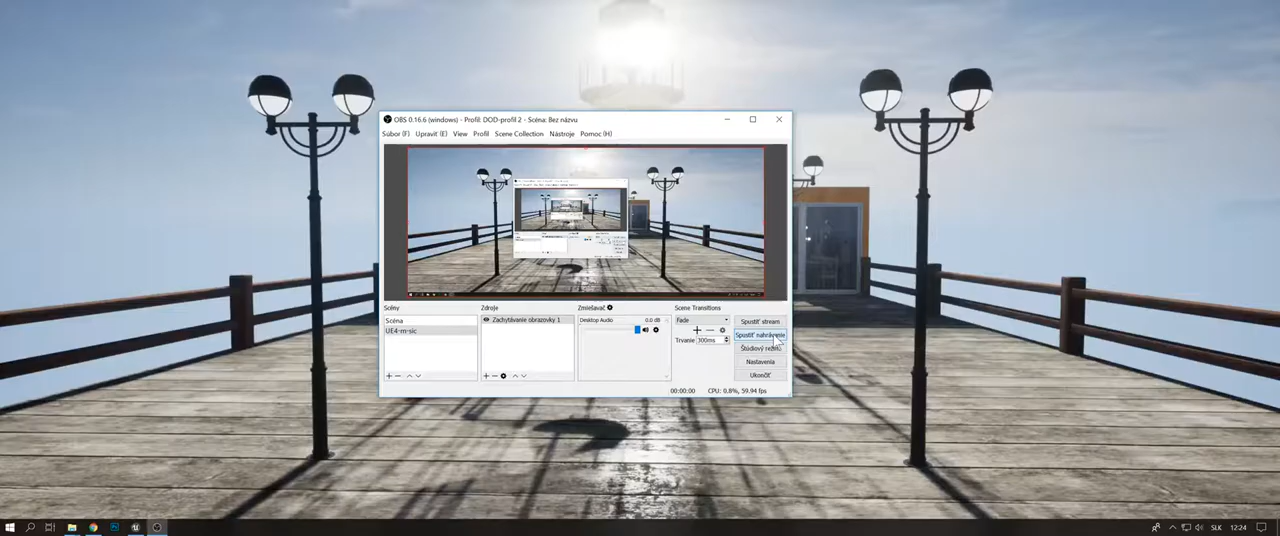 OBS 0.16.6 (windows) - Profil: DOD-profil 2 - Scéna: Bez názvu
Súbor (F) Upraviť (E) View Profil Scene Collection Nástroje Pomoc (H)
Scény
Scéna
UE4-m-sic
Zdroje
Zachytávanie obrazovky 1
Zmiešavač
Desktop Audio 0.0 dB
Scene Transitions
Fade
Trvanie 300ms
Spustiť stream
Spustiť nahrávanie
Štúdiový režim
Nastavenia
Ukončiť
00:00:00 CPU: 0.8%, 59.94 fps
SLK 12:24